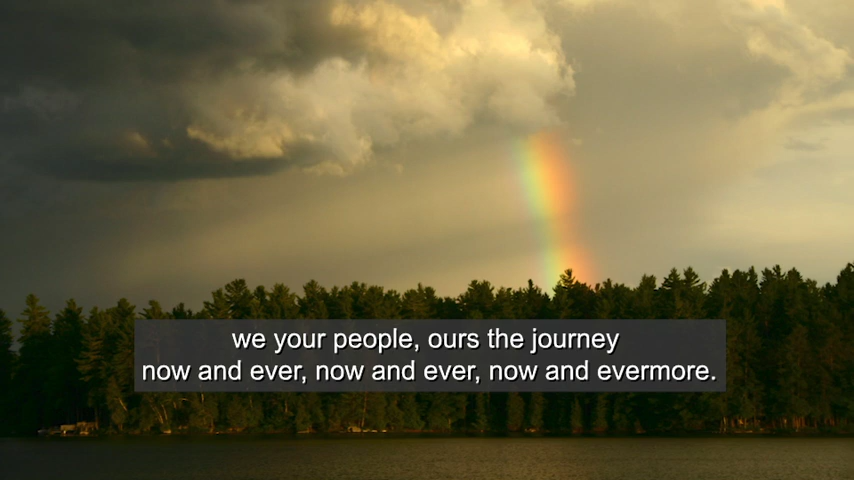 we your people, ours the journey
now and ever, now and ever, now and evermore.